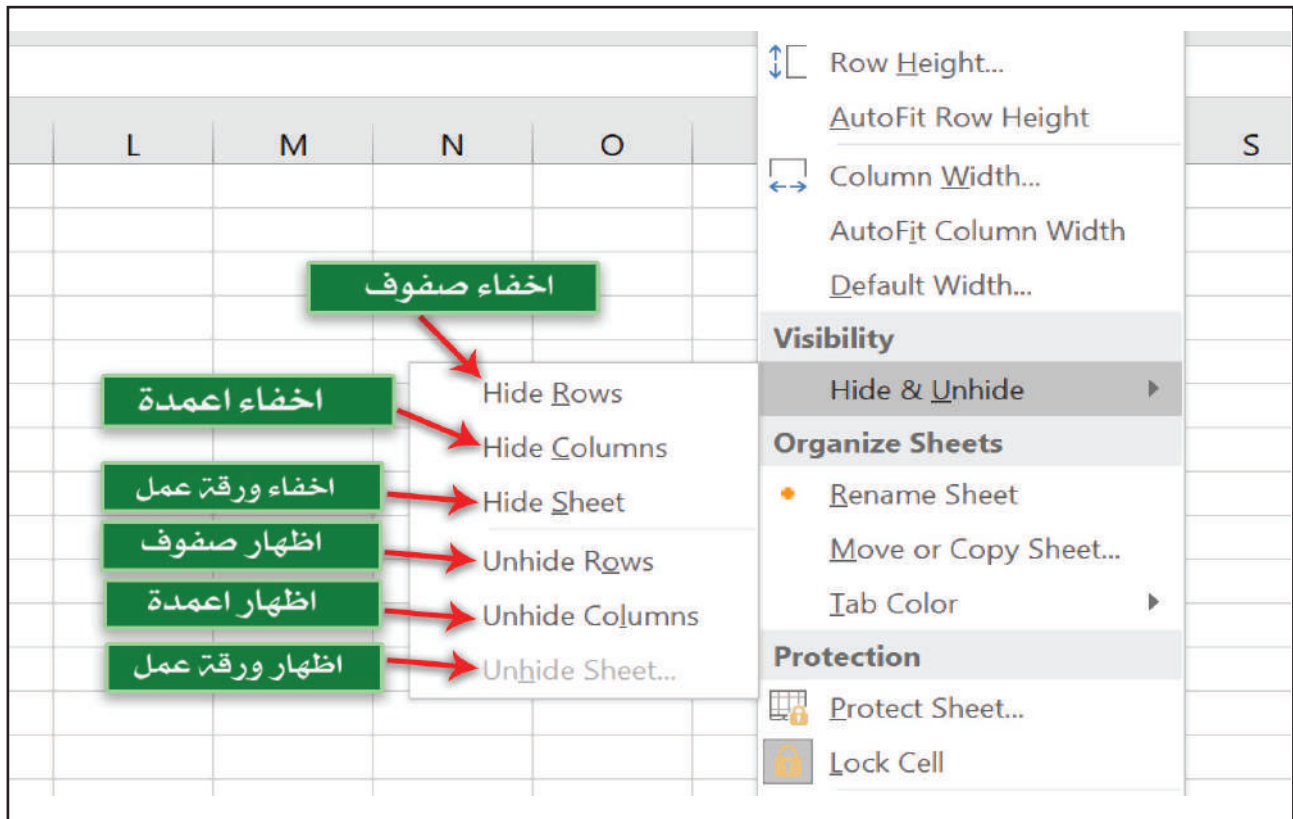 Row Height...
AutoFit Row Height
L M N O S
Column Width...
AutoFit Column Width
Default Width...
اخفاء صفوف
Visibility
Hide & Unhide
Hide Rows
اخفاء اعمدة
Hide Columns
Organize Sheets
اخفاء ورقة عمل
Hide Sheet
Rename Sheet
اظهار صفوف
Unhide Rows
Move or Copy Sheet...
اظهار اعمدة
Unhide Columns
Tab Color
اظهار ورقة عمل
Unhide Sheet...
Protection
Protect Sheet...
Lock Cell